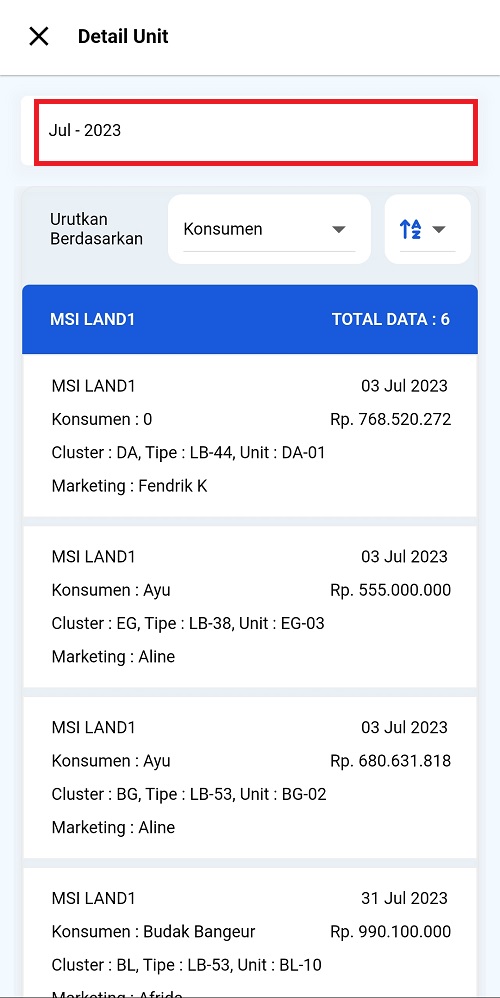 Detail Unit
Jul - 2023
Urutkan
Berdasarkan
Konsumen
AZ
MSI LAND1 TOTAL DATA : 6
MSI LAND1 03 Jul 2023
Konsumen : 0 Rp. 768.520.272
Cluster : DA, Tipe : LB-44, Unit : DA-01
Marketing : Fendrik K
MSI LAND1 03 Jul 2023
Konsumen : Ayu Rp. 555.000.000
Cluster : EG, Tipe : LB-38, Unit : EG-03
Marketing : Aline
MSI LAND1 03 Jul 2023
Konsumen : Ayu Rp. 680.631.818
Cluster : BG, Tipe : LB-53, Unit : BG-02
Marketing : Aline
MSI LAND1 31 Jul 2023
Konsumen : Budak Bangeur Rp. 990.100.000
Cluster : BL, Tipe : LB-53, Unit : BL-10
Marketing :